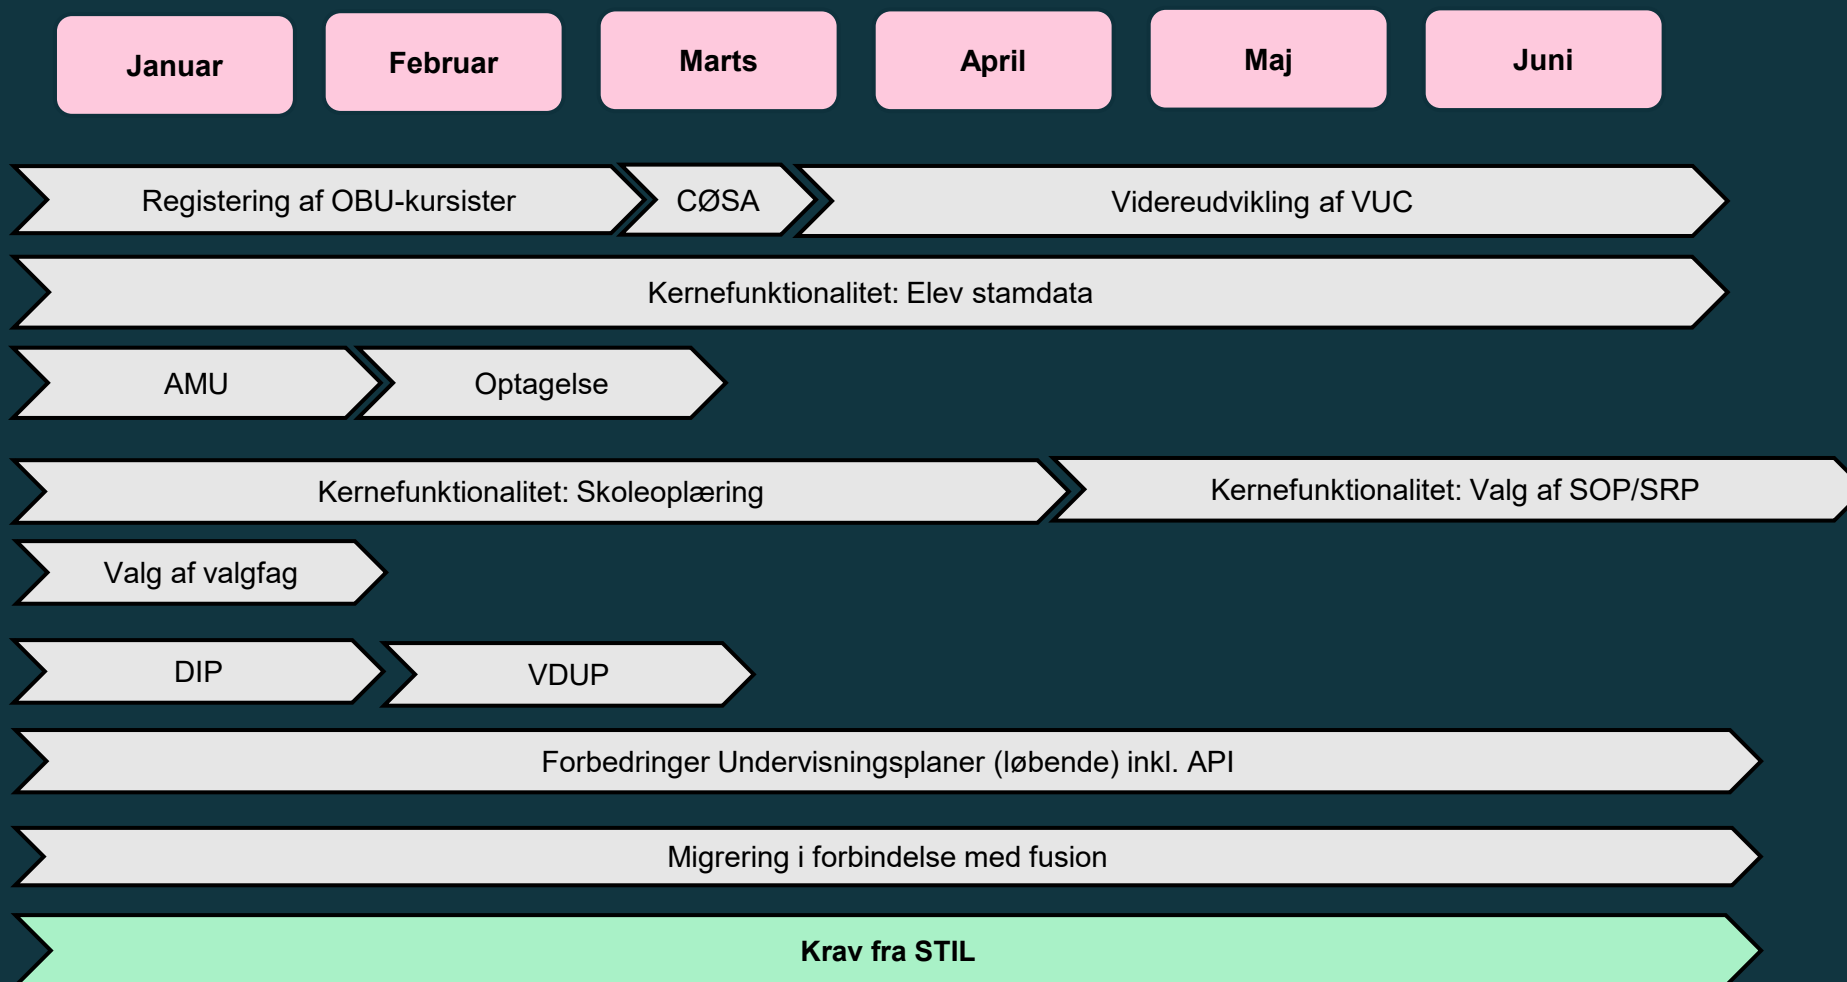 Januar
Februar
Marts
April
Maj
Juni
Registering af OBU-kursister
CØSA
Videreudvikling af VUC
Kernefunktionalitet: Elev stamdata
AMU
Optagelse
Kernefunktionalitet: Skoleoplæring
Kernefunktionalitet: Valg af SOP/SRP
Valg af valgfag
DIP
VDUP
Forbedringer Undervisningsplaner (løbende) inkl. API
Migrering i forbindelse med fusion
Krav fra STIL